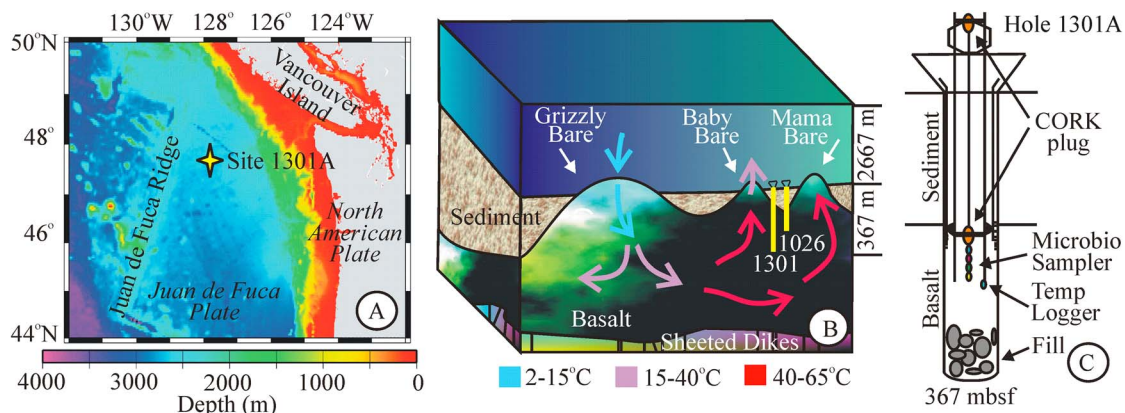 130°W 128° 126° 124°W
50°N
48°
46°
44°N
Vancouver
Island
Site 1301A
Juan de Fuca Ridge
North
American
Plate
Juan de Fuca
Plate
A
4000 3000 2000 1000 0
Depth (m)
Grizzly
Bare
Baby
Bare
Mama
Bare
2667 m
367 m
Sediment
1026
1301
Basalt
B
Sheeted Dikes
2-15°C 15-40°C 40-65°C
Hole 1301A
CORK
plug
Sediment
Microbio
Sampler
Temp
Logger
Basalt
Fill
C
367 mbsf